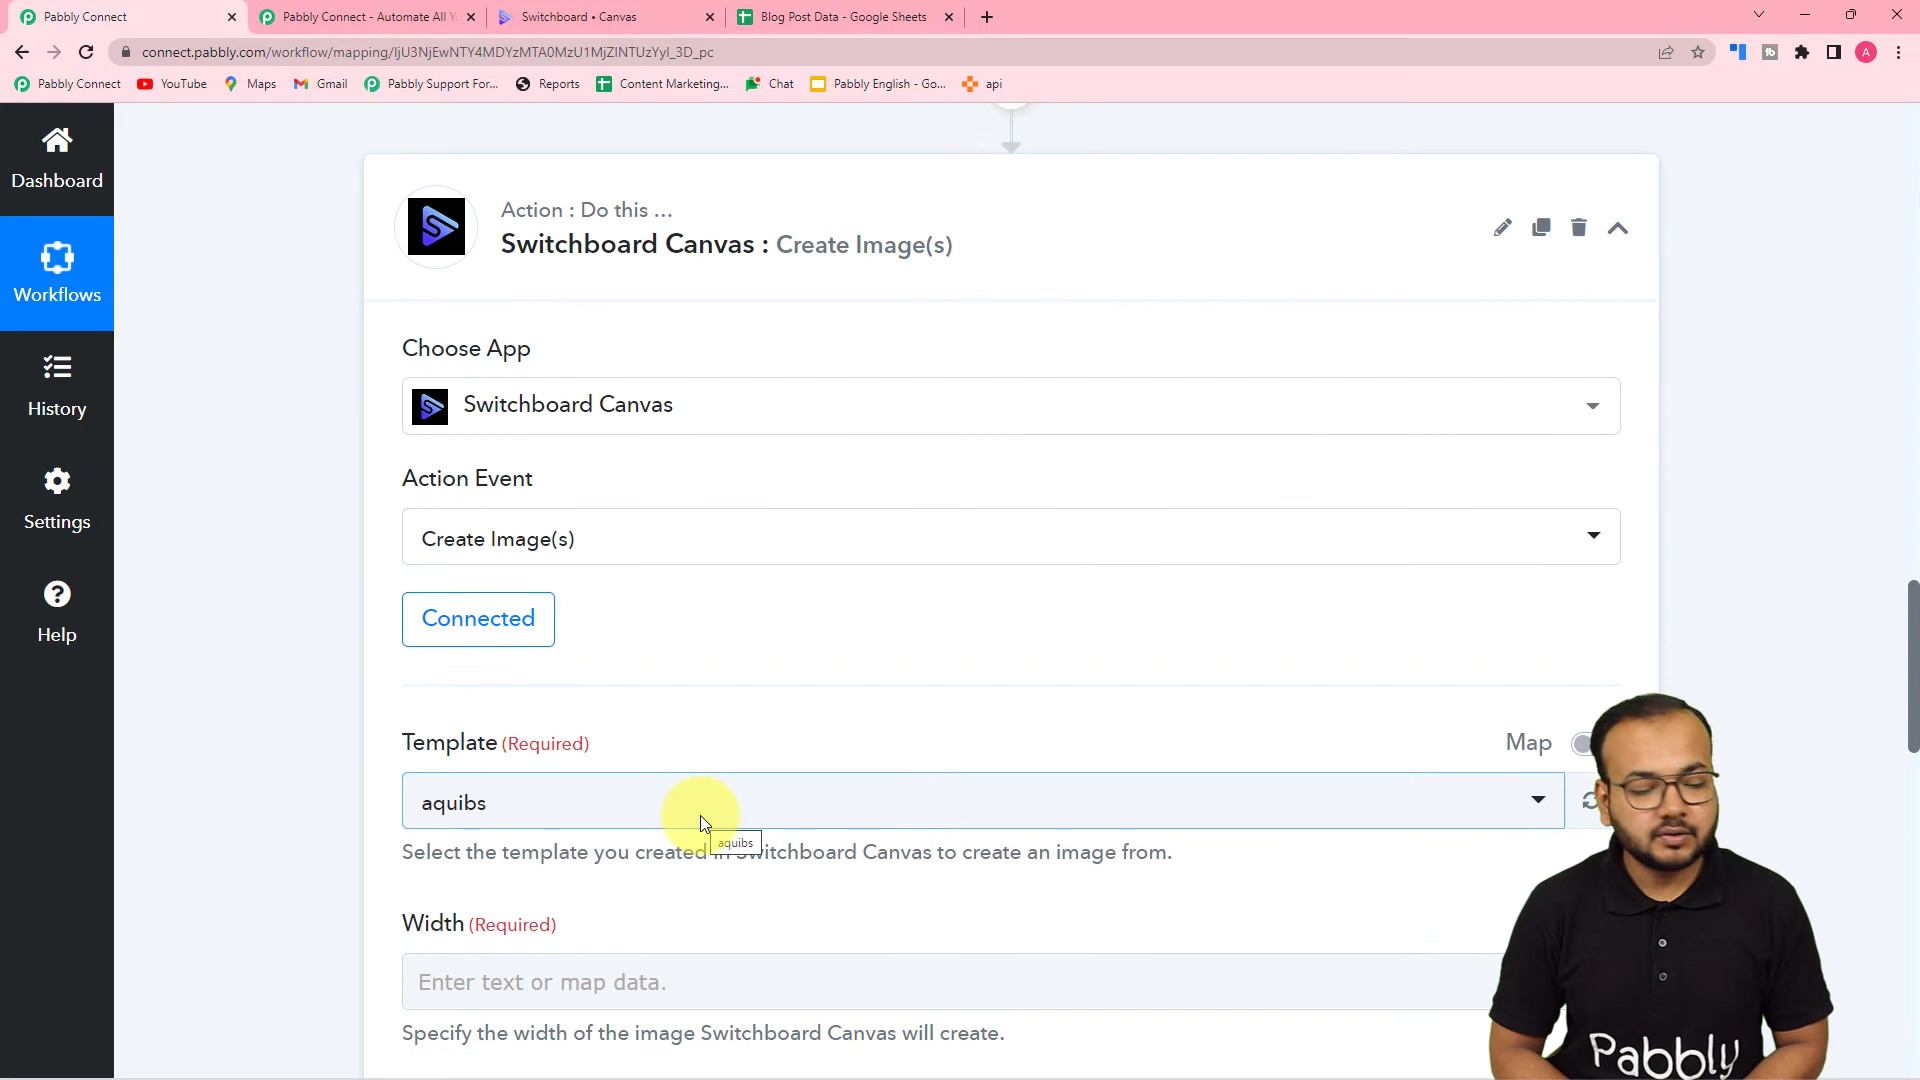 Pabbly Connect
Pabbly Connect - Automate All Y
Switchboard • Canvas
Blog Post Data - Google Sheets
connect.pabbly.com/workflow/mapping/IjU3NjEwNTY4MDYzMTA0MzU1MjZlNTUzYyI_3D_pc
A
Pabbly Connect
YouTube
Maps
Gmail
Pabbly Support For...
Reports
Content Marketing...
Chat
Pabbly English - Go...
api
Dashboard
Workflows
History
Settings
Help
Action : Do this ...
Switchboard Canvas : Create Image(s)
Choose App
Switchboard Canvas
Action Event
Create Image(s)
Connected
Template (Required)
Map
aquibs
aquibs
Select the template you created in Switchboard Canvas to create an image from.
Width (Required)
Enter text or map data.
Specify the width of the image Switchboard Canvas will create.
Pabbly